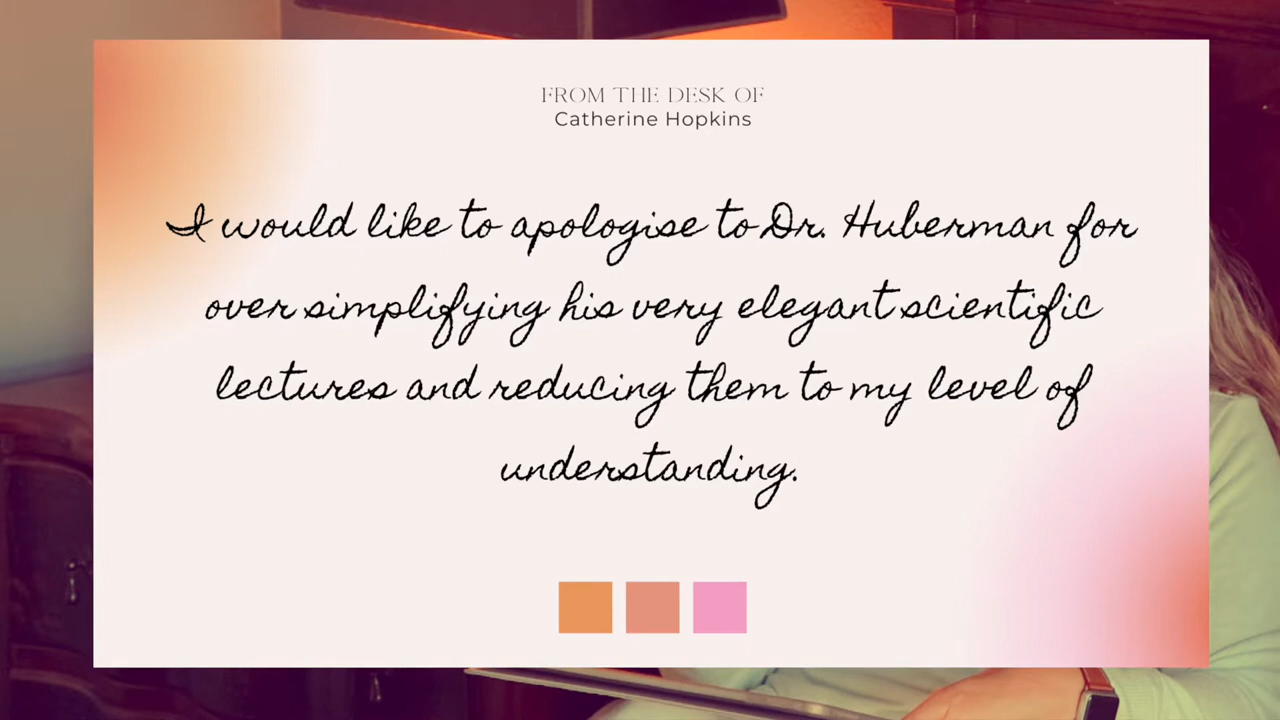 FROM THE DESK OF
Catherine Hopkins
I would like to apologise to Dr. Huberman for
over simplifying his very elegant scientific
lectures and reducing them to my level of
understanding.